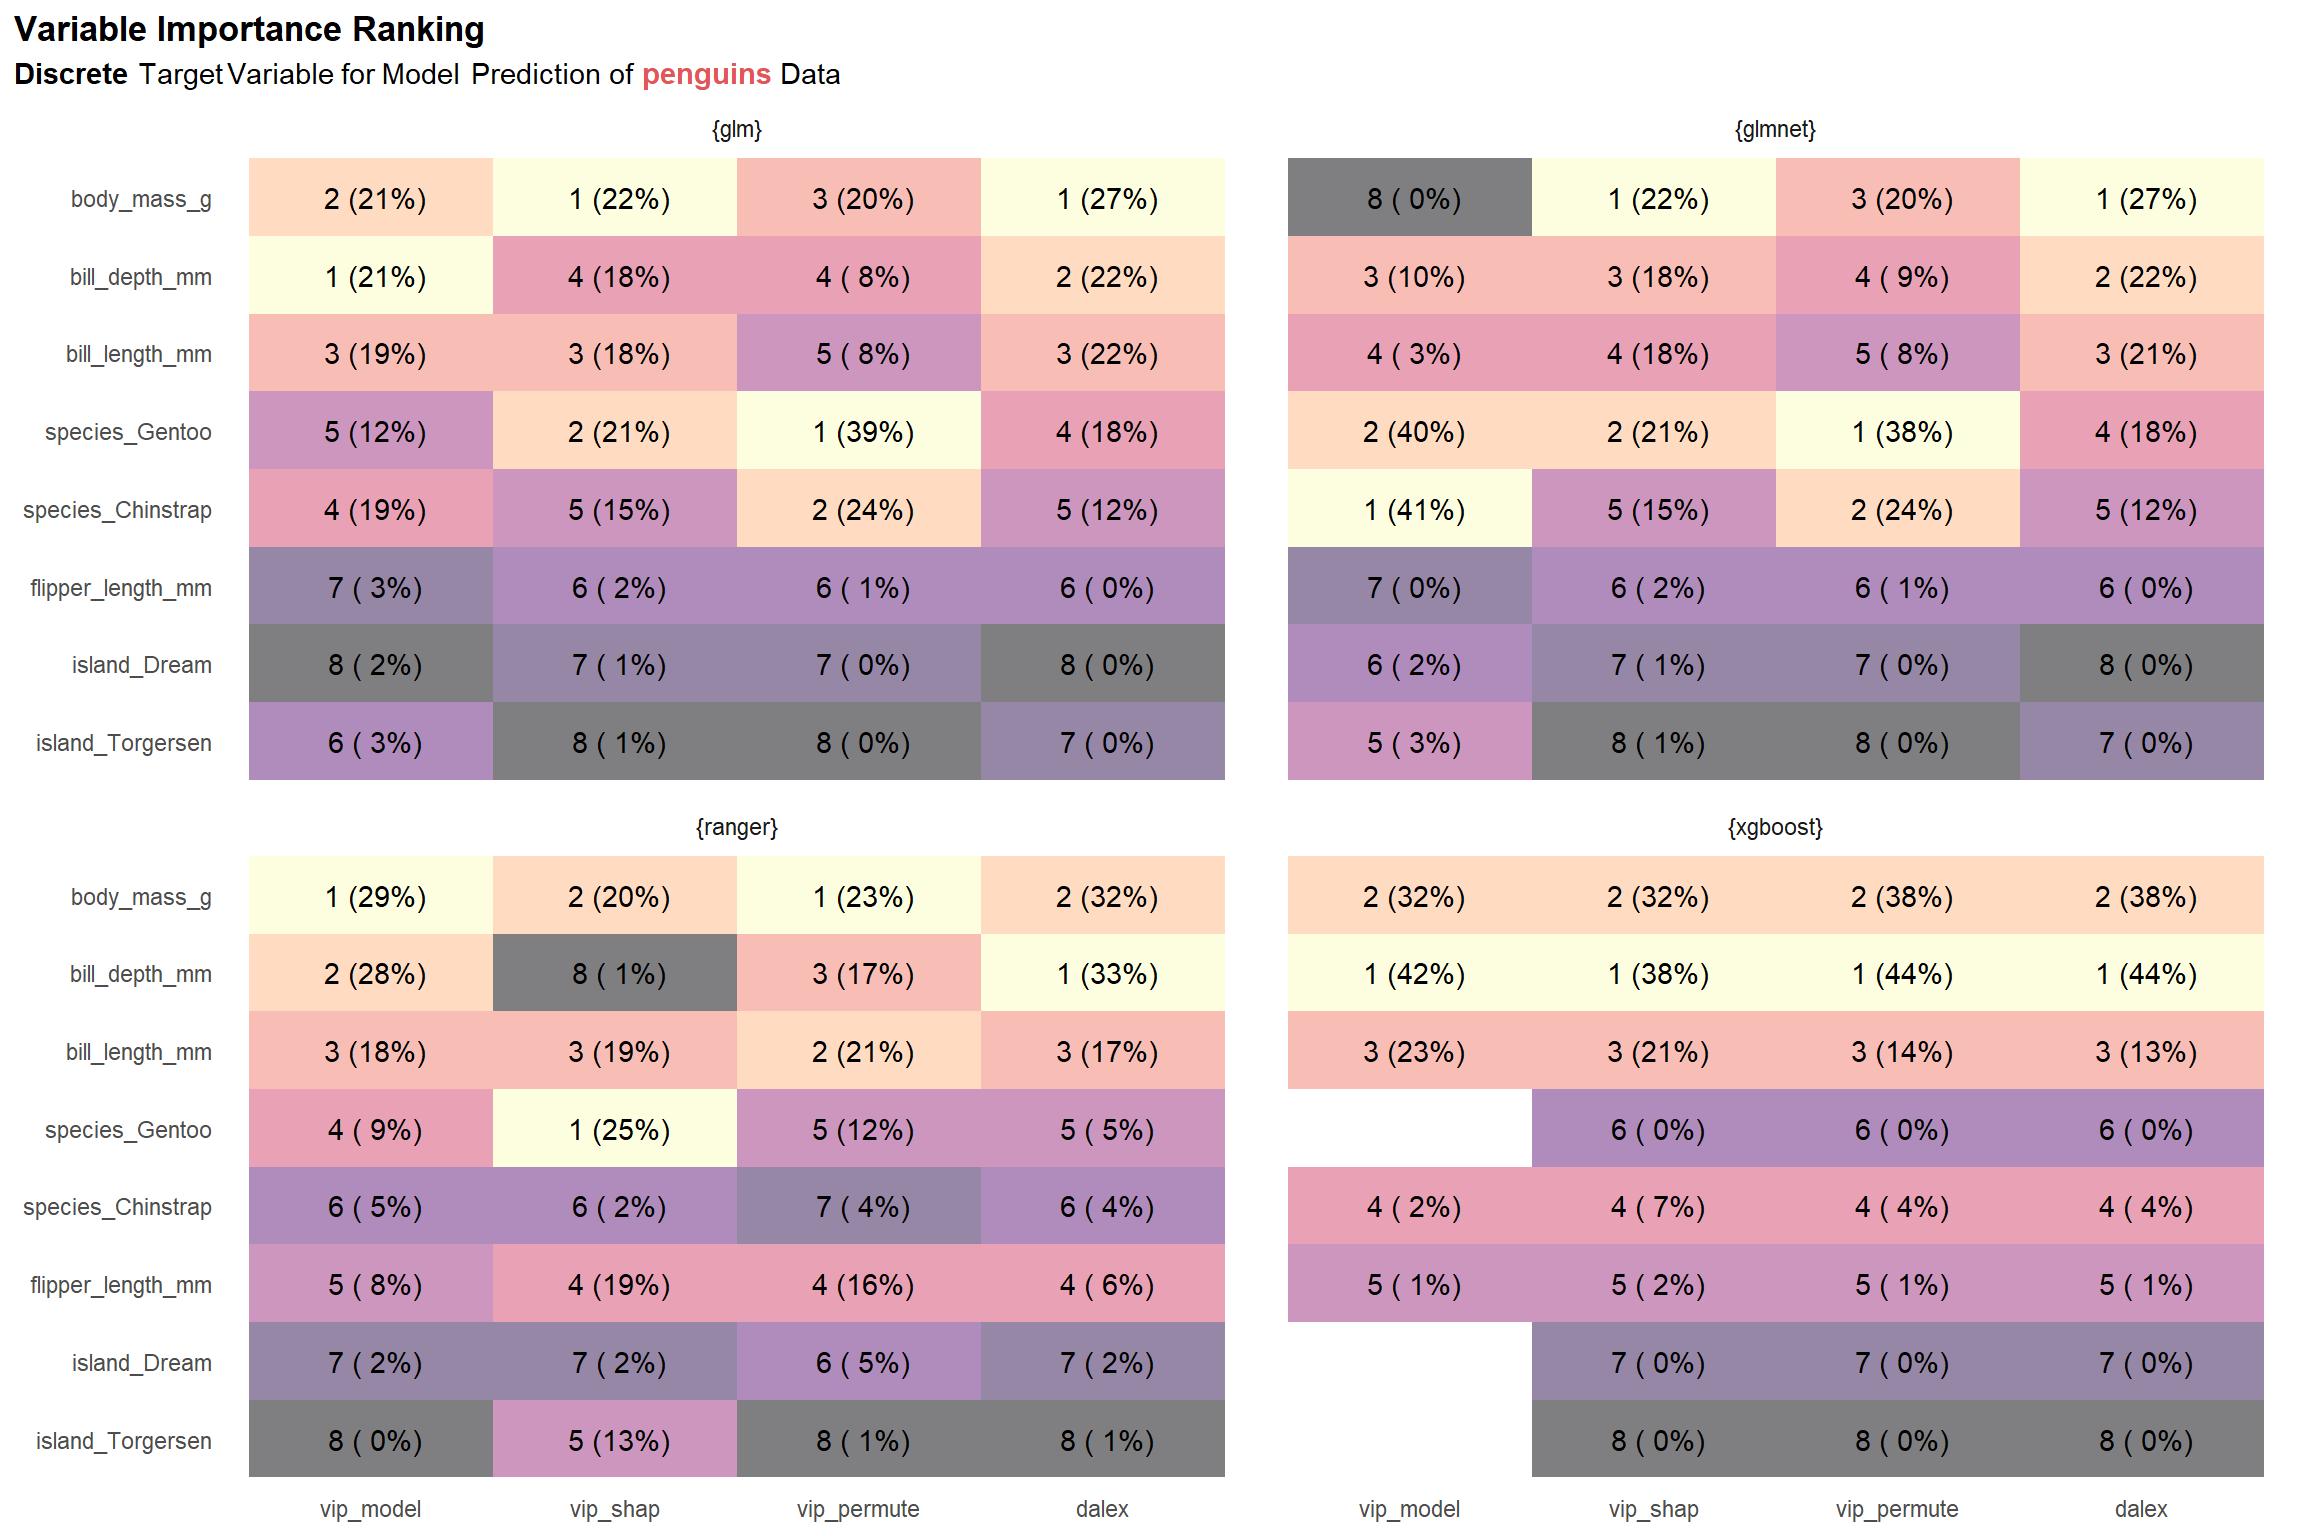 Variable Importance Ranking
Discrete Target Variable for Model Prediction of penguins Data
{glm} {glmnet}
body_mass_g 2 (21%) 1 (22%) 3 (20%) 1 (27%) 8 ( 0%) 1 (22%) 3 (20%) 1 (27%)
bill_depth_mm 1 (21%) 4 (18%) 4 ( 8%) 2 (22%) 3 (10%) 3 (18%) 4 ( 9%) 2 (22%)
bill_length_mm 3 (19%) 3 (18%) 5 ( 8%) 3 (22%) 4 ( 3%) 4 (18%) 5 ( 8%) 3 (21%)
species_Gentoo 5 (12%) 2 (21%) 1 (39%) 4 (18%) 2 (40%) 2 (21%) 1 (38%) 4 (18%)
species_Chinstrap 4 (19%) 5 (15%) 2 (24%) 5 (12%) 1 (41%) 5 (15%) 2 (24%) 5 (12%)
flipper_length_mm 7 ( 3%) 6 ( 2%) 6 ( 1%) 6 ( 0%) 7 ( 0%) 6 ( 2%) 6 ( 1%) 6 ( 0%)
island_Dream 8 ( 2%) 7 ( 1%) 7 ( 0%) 8 ( 0%) 6 ( 2%) 7 ( 1%) 7 ( 0%) 8 ( 0%)
island_Torgersen 6 ( 3%) 8 ( 1%) 8 ( 0%) 7 ( 0%) 5 ( 3%) 8 ( 1%) 8 ( 0%) 7 ( 0%)
{ranger} {xgboost}
body_mass_g 1 (29%) 2 (20%) 1 (23%) 2 (32%) 2 (32%) 2 (32%) 2 (38%) 2 (38%)
bill_depth_mm 2 (28%) 8 ( 1%) 3 (17%) 1 (33%) 1 (42%) 1 (38%) 1 (44%) 1 (44%)
bill_length_mm 3 (18%) 3 (19%) 2 (21%) 3 (17%) 3 (23%) 3 (21%) 3 (14%) 3 (13%)
species_Gentoo 4 ( 9%) 1 (25%) 5 (12%) 5 ( 5%) 6 ( 0%) 6 ( 0%) 6 ( 0%)
species_Chinstrap 6 ( 5%) 6 ( 2%) 7 ( 4%) 6 ( 4%) 4 ( 2%) 4 ( 7%) 4 ( 4%) 4 ( 4%)
flipper_length_mm 5 ( 8%) 4 (19%) 4 (16%) 4 ( 6%) 5 ( 1%) 5 ( 2%) 5 ( 1%) 5 ( 1%)
island_Dream 7 ( 2%) 7 ( 2%) 6 ( 5%) 7 ( 2%) 7 ( 0%) 7 ( 0%) 7 ( 0%)
island_Torgersen 8 ( 0%) 5 (13%) 8 ( 1%) 8 ( 1%) 8 ( 0%) 8 ( 0%) 8 ( 0%)
vip_model vip_shap vip_permute dalex vip_model vip_shap vip_permute dalex